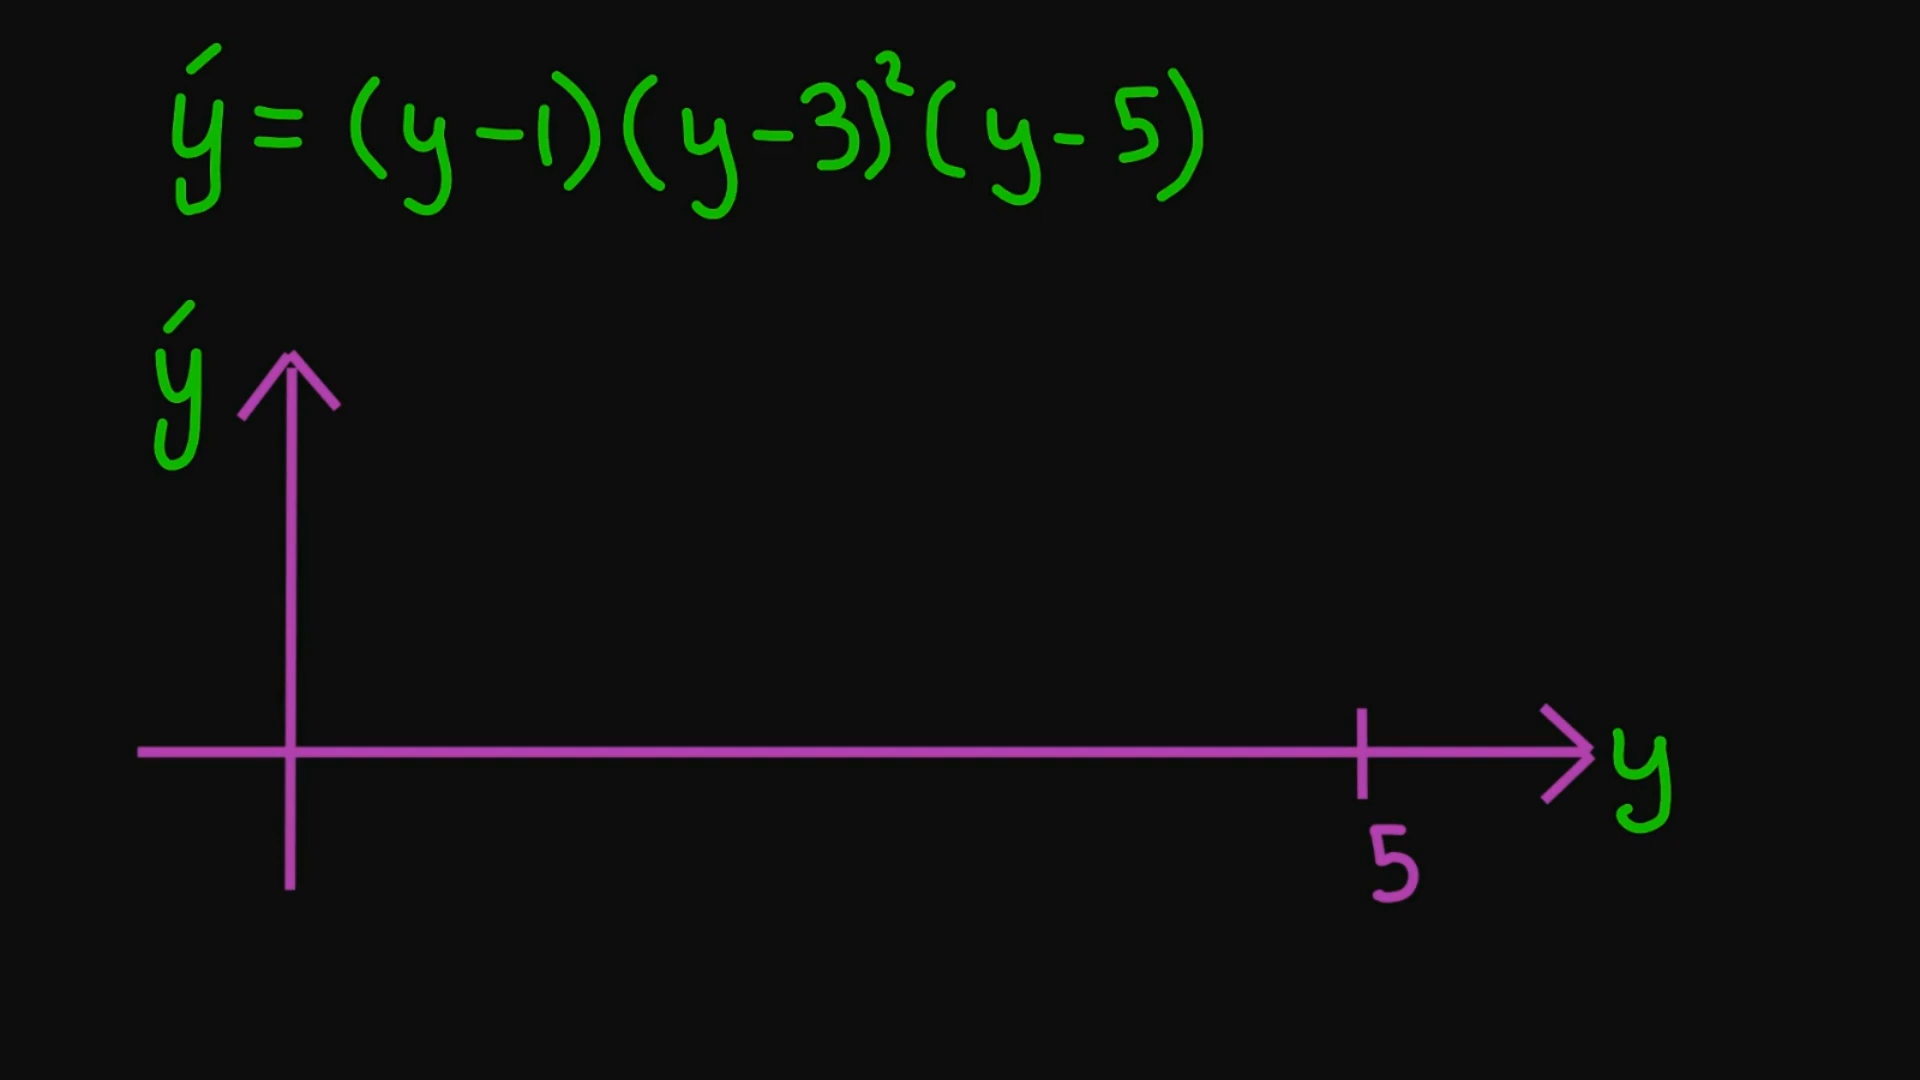 y' = (y-1)(y-3)²(y-5)
y'
y
5